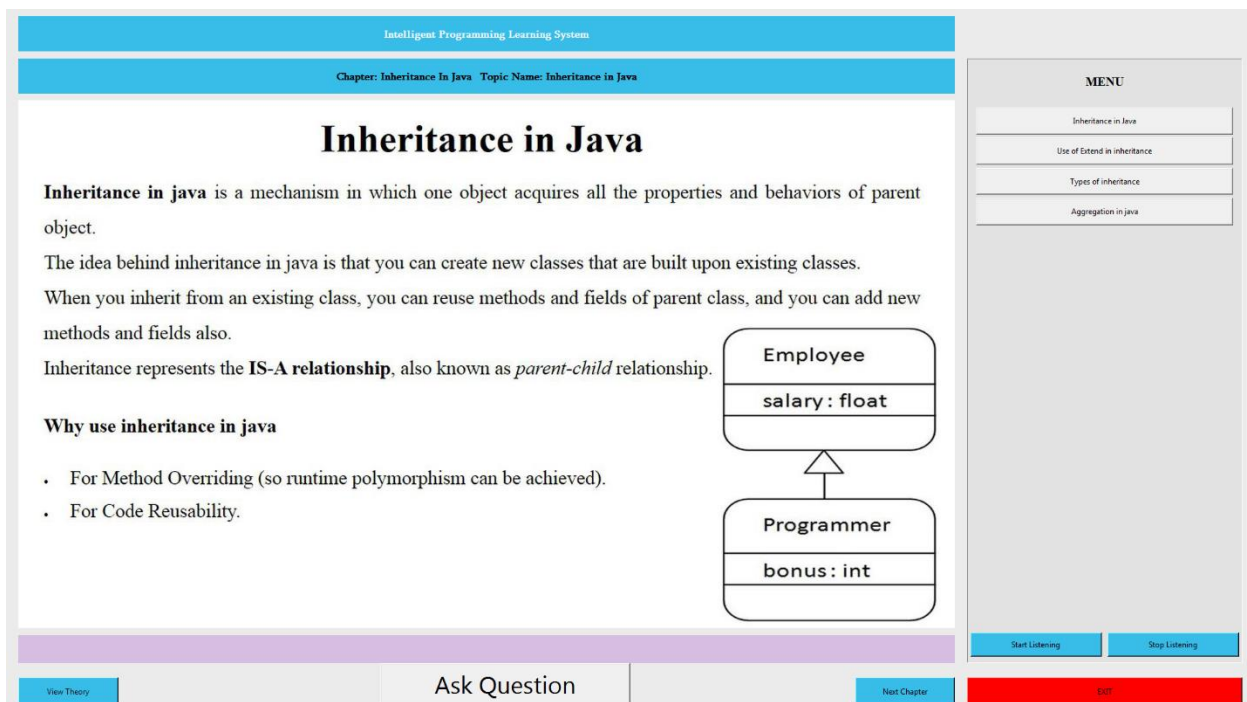 Intelligent Programming Learning System
Chapter: Inheritance In Java Topic Name: Inheritance in Java
Inheritance in Java
Inheritance in java is a mechanism in which one object acquires all the properties and behaviors of parent
object.
The idea behind inheritance in java is that you can create new classes that are built upon existing classes.
When you inherit from an existing class, you can reuse methods and fields of parent class, and you can add new
methods and fields also.
Inheritance represents the IS-A relationship, also known as parent-child relationship.
Why use inheritance in java
• For Method Overriding (so runtime polymorphism can be achieved).
• For Code Reusability.
Employee
salary : float
Programmer
bonus : int
MENU
Inheritance in Java
Use of Extend in inheritance
Types of inheritance
Aggregation in java
Start Listening
Stop Listening
View Theory
Ask Question
Next Chapter
EXIT